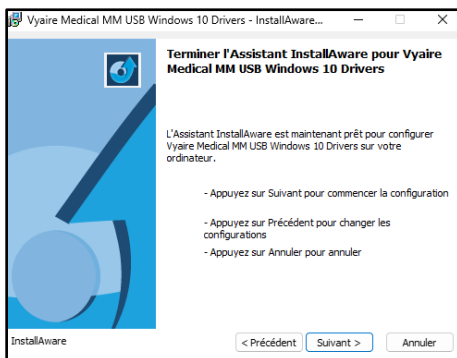 Vyaire Medical MM USB Windows 10 Drivers - InstallAware...
Terminer l'Assistant InstallAware pour Vyaire
Medical MM USB Windows 10 Drivers
L'Assistant InstallAware est maintenant prêt pour configurer
Vyaire Medical MM USB Windows 10 Drivers sur votre
ordinateur.
- Appuyez sur Suivant pour commencer la configuration
- Appuyez sur Précédent pour changer les
configurations
- Appuyez sur Annuler pour annuler
InstallAware
< Précédent
Suivant >
Annuler